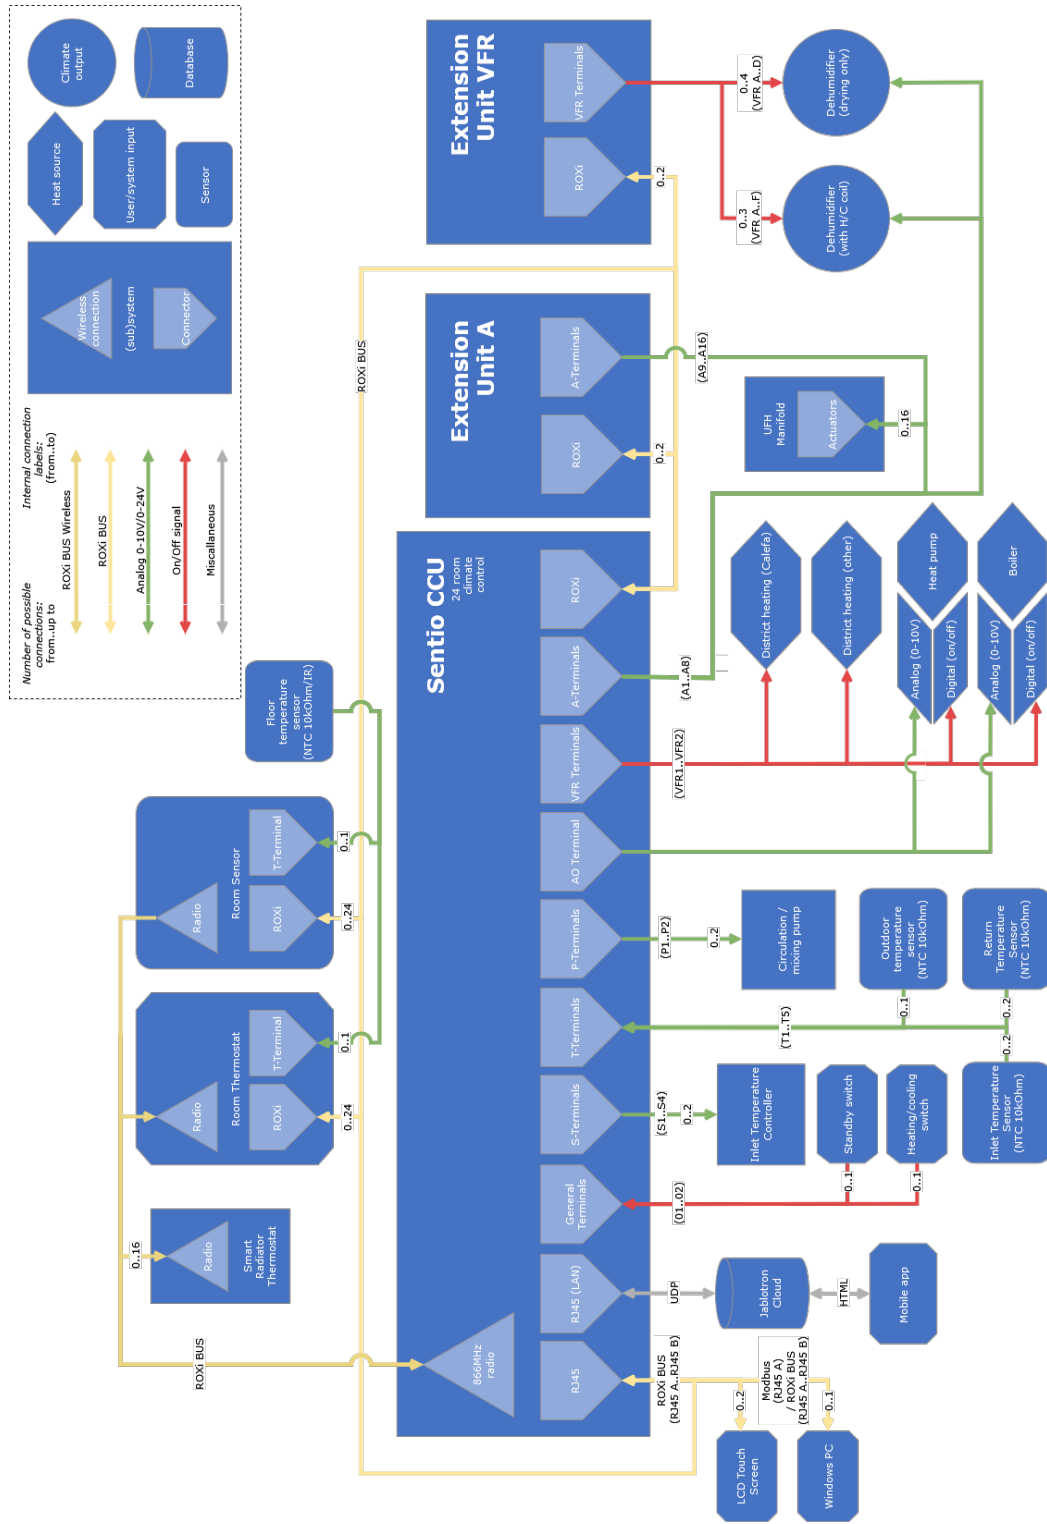 Number of possible
connections:
from..up to
Internal connection
labels:
(from..to)
ROXi BUS Wireless
ROXi BUS
Analog 0-10V/0-24V
On/Off signal
Miscallaneous
Wireless
connection
(sub)system
Connector
Heat source
User/system input
Sensor
Climate
output
Database
ROXi BUS
0..16
Radio
Smart
Radiator
Thermostat
Radio
Room Thermostat
ROXi
T-Terminal
0..24
0..1
Radio
Room Sensor
ROXi
T-Terminal
0..24
0..1
Floor
temperature
sensor
(NTC 10kOhm/IR)
ROXi BUS
Sentio CCU
24 room
climate
control
866MHz
radio
RJ45
RJ45 (LAN)
General
Terminals
S-Terminals
T-Terminals
P-Terminals
AO Terminal
VFR Terminals
A-Terminals
ROXi
Extension
Unit A
ROXi
A-Terminals
0..2
Extension
Unit VFR
ROXi
VFR Terminals
0..2
ROXi BUS
(RJ45 A..RJ45 B)
UDP
(O1..O2)
(S1..S4)
0..2
(T1..T5)
(P1..P2)
0..2
(VFR1..VFR2)
(A1..A8)
(A9..A16)
0..2
Modbus
(RJ45 A)
/ ROXi BUS
(RJ45 A..RJ45 B)
0..1
LCD Touch
Screen
Windows PC
Jablotron
Cloud
HTML
Mobile app
Inlet Temperature
Controller
Standby switch
0..1
Heating/cooling
switch
0..1
Inlet Temperature
Sensor
(NTC 10kOhm)
0..2
0..2
Return
Temperature
Sensor
(NTC 10kOhm)
Outdoor
temperature
sensor
(NTC 10kOhm)
0..1
Circulation /
mixing pump
District heating (Calefa)
District heating (other)
Analog (0-10V)
Digital (on/off)
Heat pump
Analog (0-10V)
Digital (on/off)
Boiler
UFH
Manifold
Actuators
0..16
0..3
(VFR A..F)
0..4
(VFR A..D)
Dehumidifier
(with H/C coil)
Dehumidifier
(drying only)